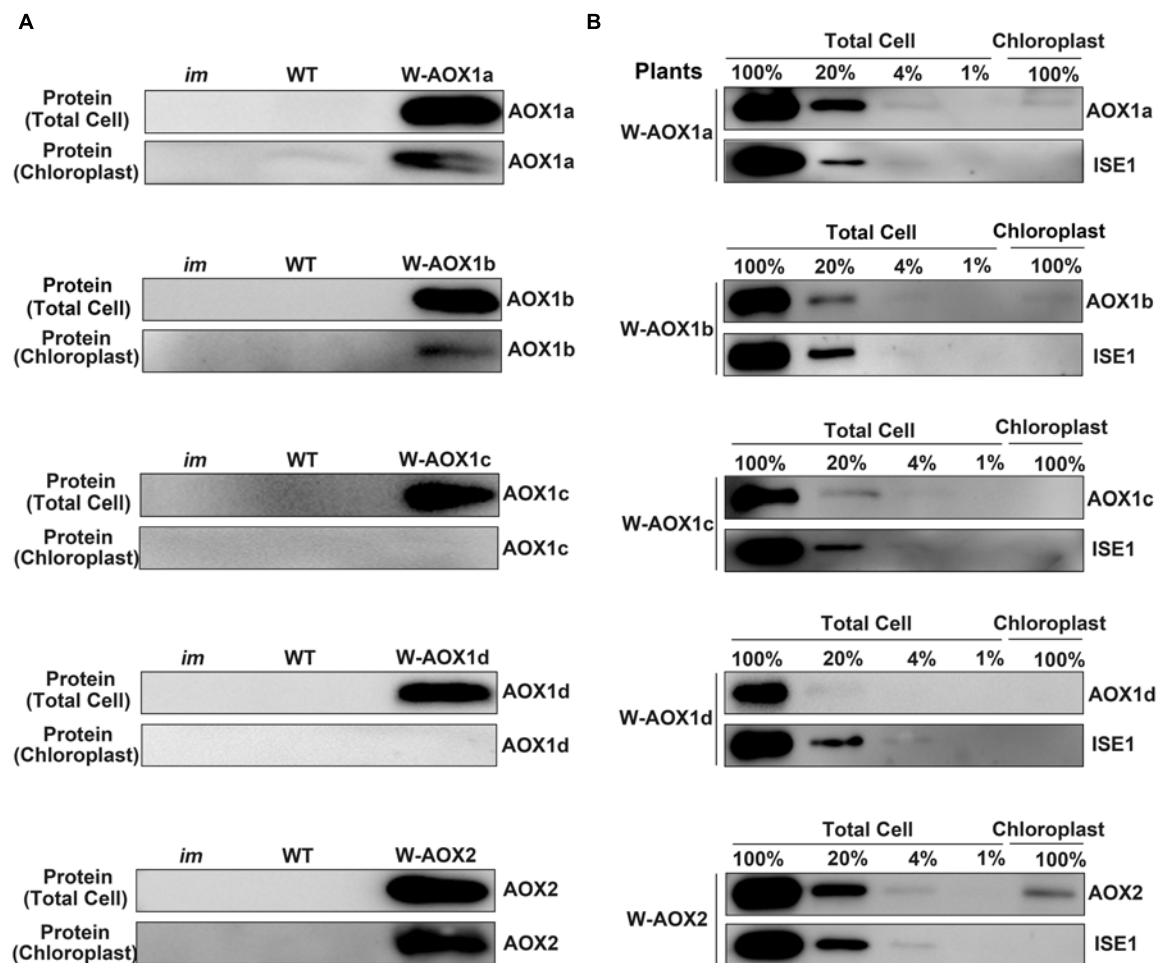 A
im WT W-AOX1a
Protein
(Total Cell)
AOX1a
Protein
(Chloroplast)
AOX1a
im WT W-AOX1b
Protein
(Total Cell)
AOX1b
Protein
(Chloroplast)
AOX1b
im WT W-AOX1c
Protein
(Total Cell)
AOX1c
Protein
(Chloroplast)
AOX1c
im WT W-AOX1d
Protein
(Total Cell)
AOX1d
Protein
(Chloroplast)
AOX1d
im WT W-AOX2
Protein
(Total Cell)
AOX2
Protein
(Chloroplast)
AOX2
B
Total Cell Chloroplast
Plants 100% 20% 4% 1% 100%
W-AOX1a
AOX1a
ISE1
Total Cell Chloroplast
100% 20% 4% 1% 100%
W-AOX1b
AOX1b
ISE1
Total Cell Chloroplast
100% 20% 4% 1% 100%
W-AOX1c
AOX1c
ISE1
Total Cell Chloroplast
100% 20% 4% 1% 100%
W-AOX1d
AOX1d
ISE1
Total Cell Chloroplast
100% 20% 4% 1% 100%
W-AOX2
AOX2
ISE1